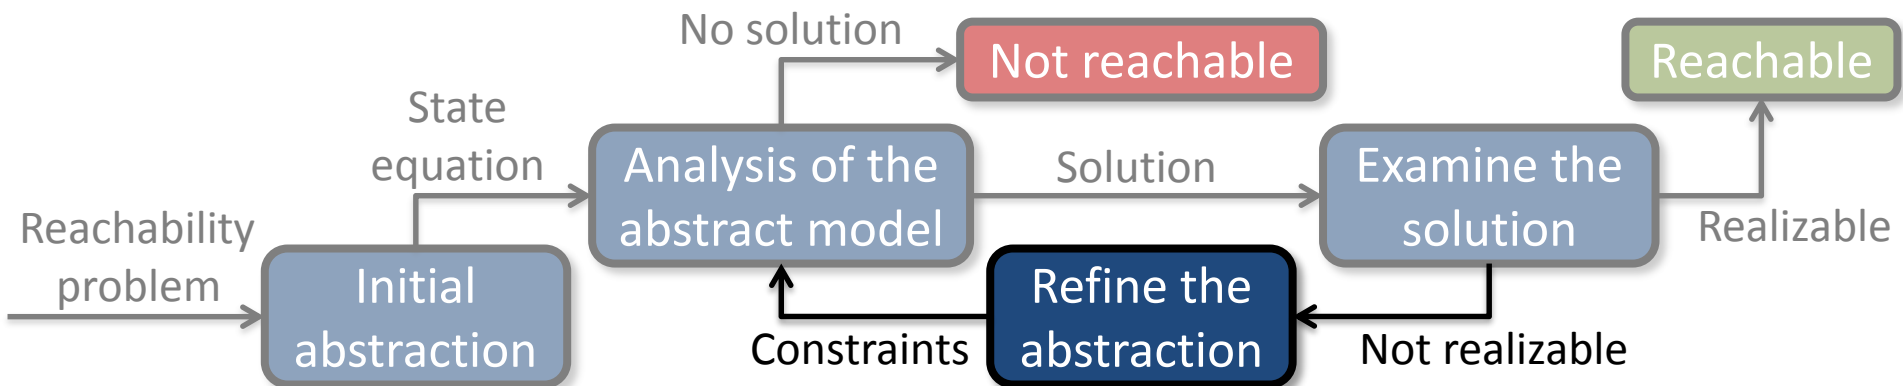 No solution
Not reachable
Reachable
State
equation
Analysis of the
abstract model
Solution
Examine the
solution
Realizable
Reachability
problem
Initial
abstraction
Constraints
Refine the
abstraction
Not realizable